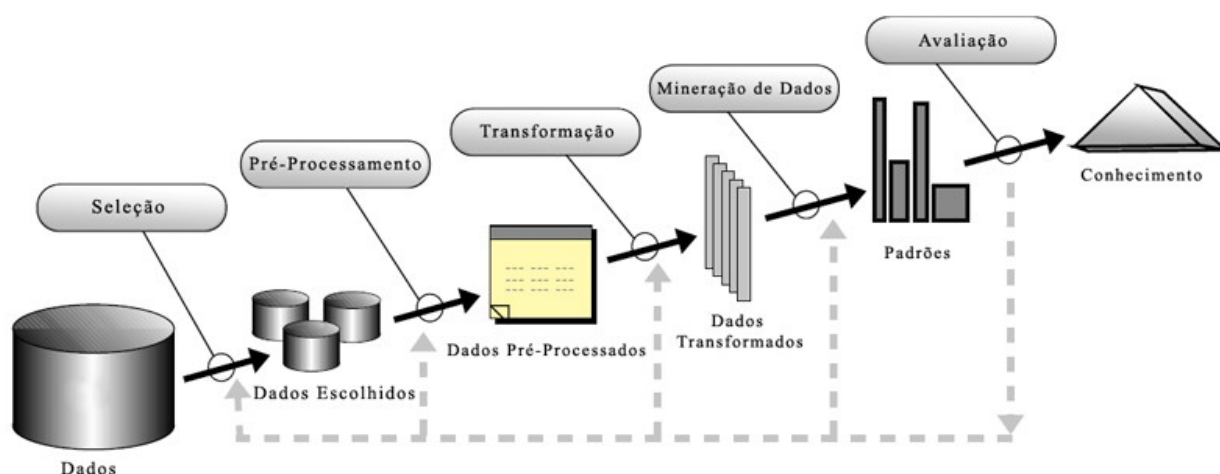 Avaliação
Mineração de Dados
Transformação
Pré-Processamento
Seleção
Conhecimento
Padrões
Dados
Transformados
Dados Pré-Processados
Dados Escolhidos
Dados